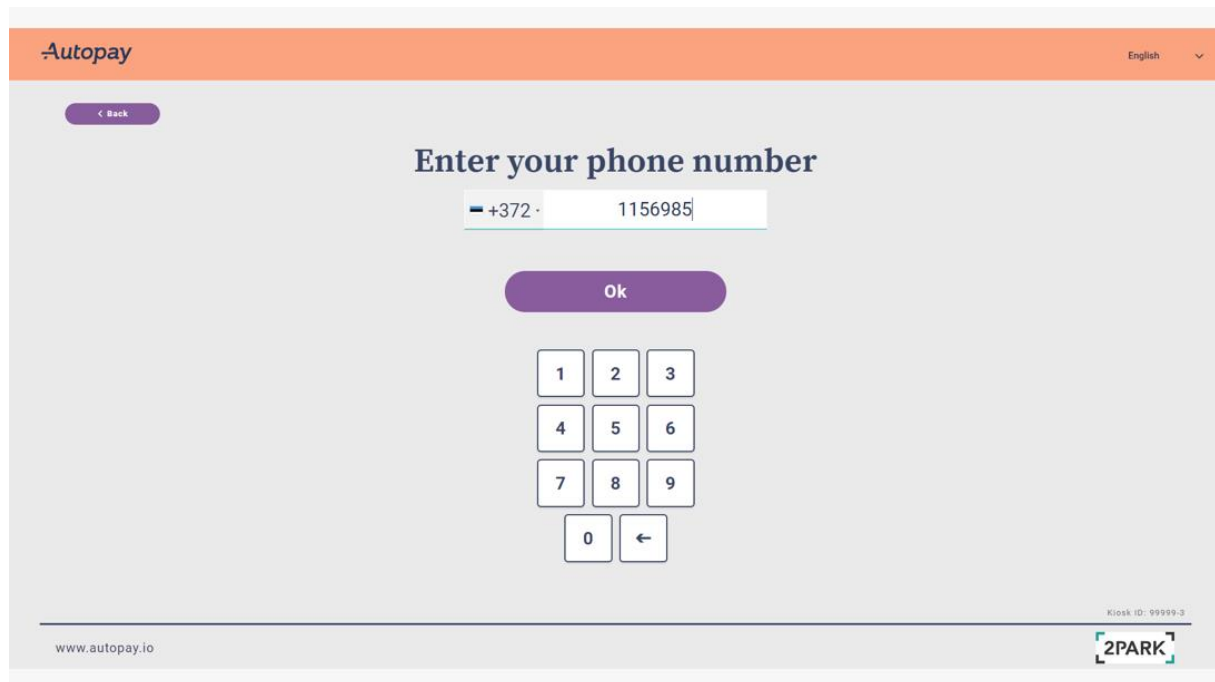 Autopay
English
< Back
Enter your phone number
+372 · 1156985
Ok
1 2 3
4 5 6
7 8 9
0 ←
Kiosk ID: 99999-3
www.autopay.io
2PARK